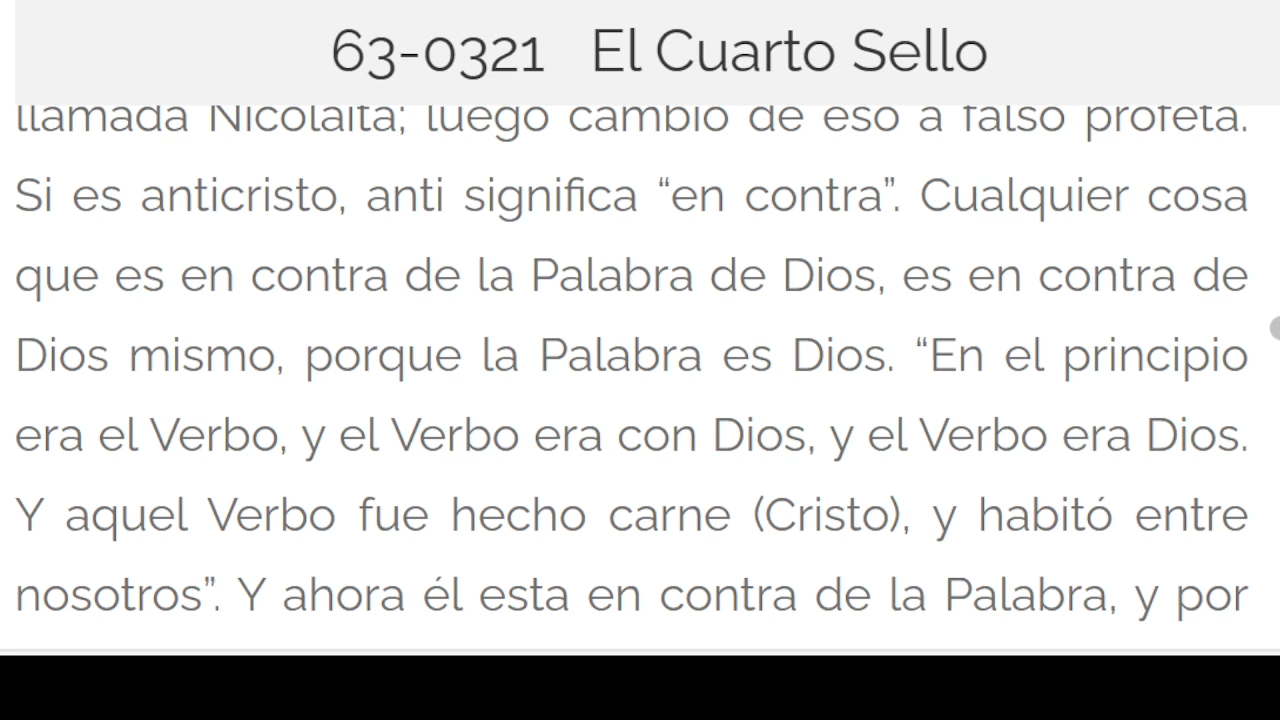 63-0321 El Cuarto Sello
llamada Nicolaíta; luego cambió de eso a falso profeta.
Si es anticristo, anti significa “en contra”. Cualquier cosa
que es en contra de la Palabra de Dios, es en contra de
Dios mismo, porque la Palabra es Dios. “En el principio
era el Verbo, y el Verbo era con Dios, y el Verbo era Dios.
Y aquel Verbo fue hecho carne (Cristo), y habitó entre
nosotros”. Y ahora él esta en contra de la Palabra, y por